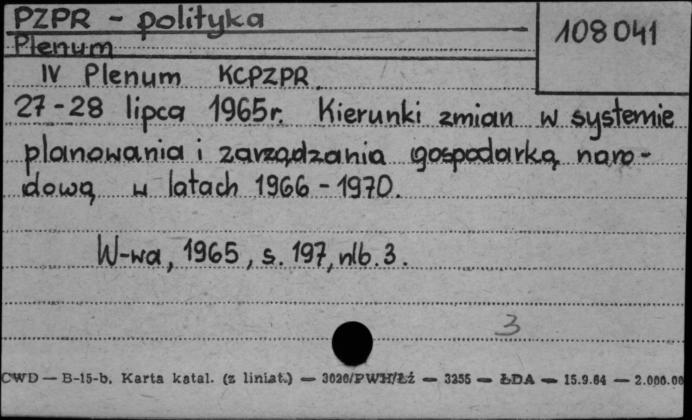 PZPR - polityka
108041
Plenum
IV Plenum KCPZPR.
27-28 lipca 1965r. Kierunki zmian w systemie
planowania i zarządzania gospodarką naro-
dową w latach 1966-1970.
W-wa, 1965, s. 197, nlb. 3.
3
CWD — B-15-b. Karta katal. (z liniat.) — 3020/PWH/Łż — 3255 — ŁDA — 15.9.64 — 2.000.00